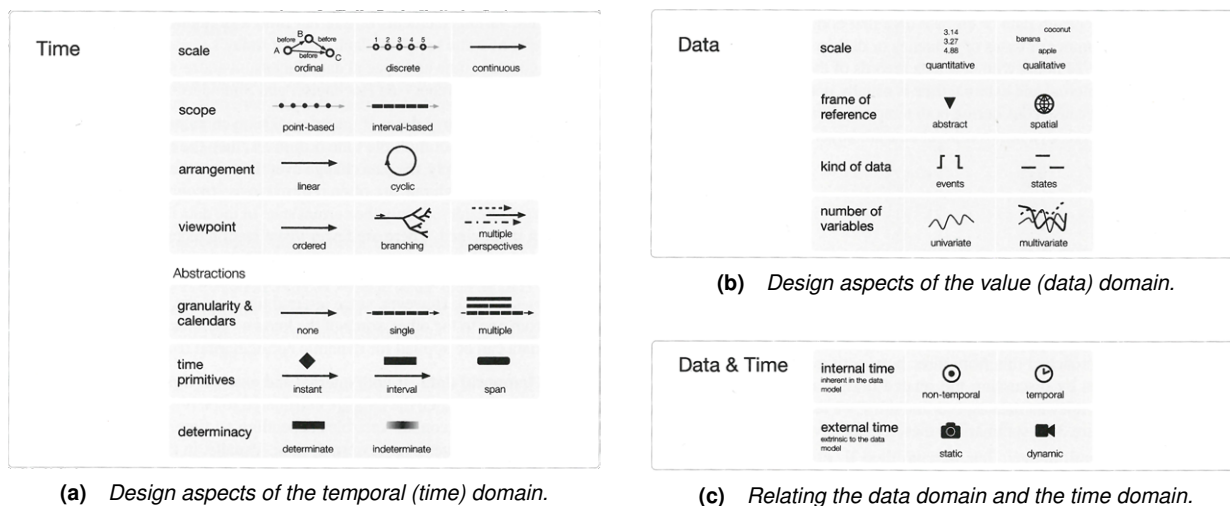 Time
scale
A
before
B
before
before
C
ordinal
1 2 3 4 5
discrete
continuous
scope
point-based
interval-based
arrangement
linear
cyclic
viewpoint
ordered
branching
multiple
perspectives
Abstractions
granularity &
calendars
none
single
multiple
time
primitives
instant
interval
span
determinacy
determinate
indeterminate
(a) Design aspects of the temporal (time) domain.
Data
scale
3.14
3.27
4.86
quantitative
coconut
banana
apple
qualitative
frame of
reference
abstract
spatial
kind of data
events
states
number of
variables
univariate
multivariate
(b) Design aspects of the value (data) domain.
Data & Time
internal time
inherent in the data
model
non-temporal
temporal
external time
extrinsic to the data
model
static
dynamic
(c) Relating the data domain and the time domain.